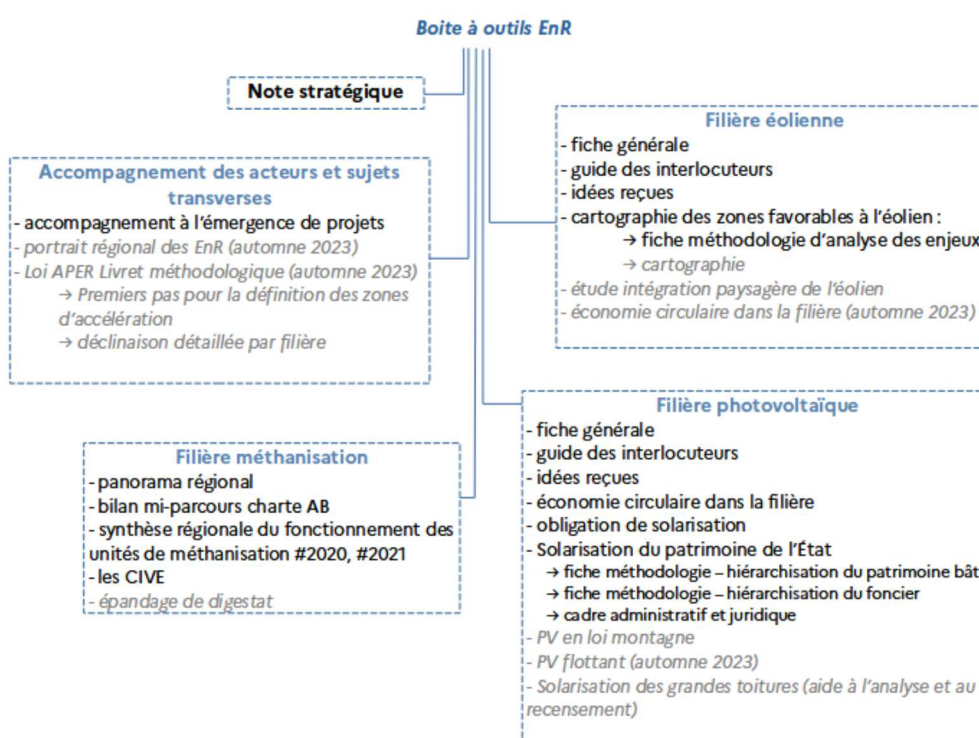 Boite à outils EnR
Note stratégique
Accompagnement des acteurs et sujets
transverses
- accompagnement à l'émergence de projets
- portrait régional des EnR (automne 2023)
- Loi APER Livret méthodologique (automne 2023)
→ Premiers pas pour la définition des zones
d'accélération
→ déclinaison détaillée par filière
Filière méthanisation
- panorama régional
- bilan mi-parcours charte AB
- synthèse régionale du fonctionnement des
unités de méthanisation #2020, #2021
- les CIVE
- épandage de digestat
Filière éolienne
- fiche générale
- guide des interlocuteurs
- idées reçues
- cartographie des zones favorables à l'éolien :
→ fiche méthodologie d'analyse des enjeux
→ cartographie
- étude intégration paysagère de l'éolien
- économie circulaire dans la filière (automne 2023)
Filière photovoltaïque
- fiche générale
- guide des interlocuteurs
- idées reçues
- économie circulaire dans la filière
- obligation de solarisation
- Solarisation du patrimoine de l'État
→ fiche méthodologie – hiérarchisation du patrimoine bât
→ fiche méthodologie – hiérarchisation du foncier
→ cadre administratif et juridique
- PV en loi montagne
- PV flottant (automne 2023)
- Solarisation des grandes toitures (aide à l'analyse et au
recensement)